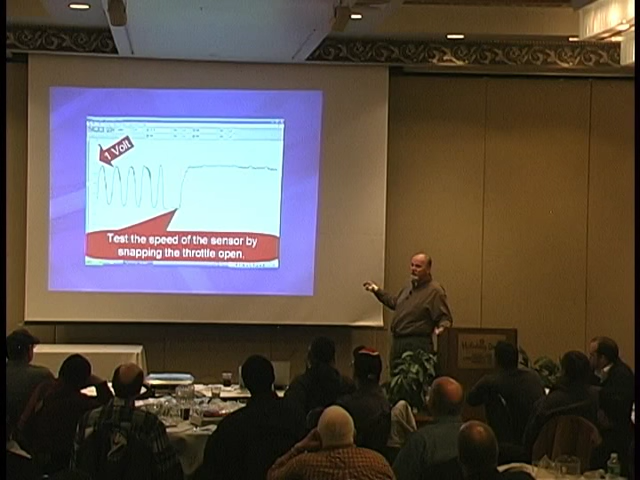 1 Volt
Test the speed of the sensor by
snapping the throttle open.